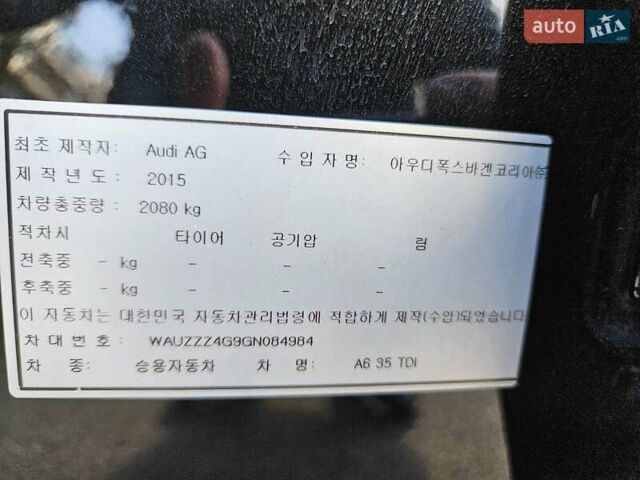 auto RIA.com
최초 제작자: Audi AG 수 입 자 명: 아우디폭스바겐코리아㈜
제 작 년 도 : 2015
차량총중량 : 2080 kg
적차시 타이어 공기압 림
전축중 - kg - - -
후축중 - kg - - -
이 자동차는 대한민국 자동차관리법령에 적합하게 제작(수입)되었습니다
차 대 번 호 : WAUZZZ4G9GN084984
차 종: 승용자동차 차 명: A6 35 TDI